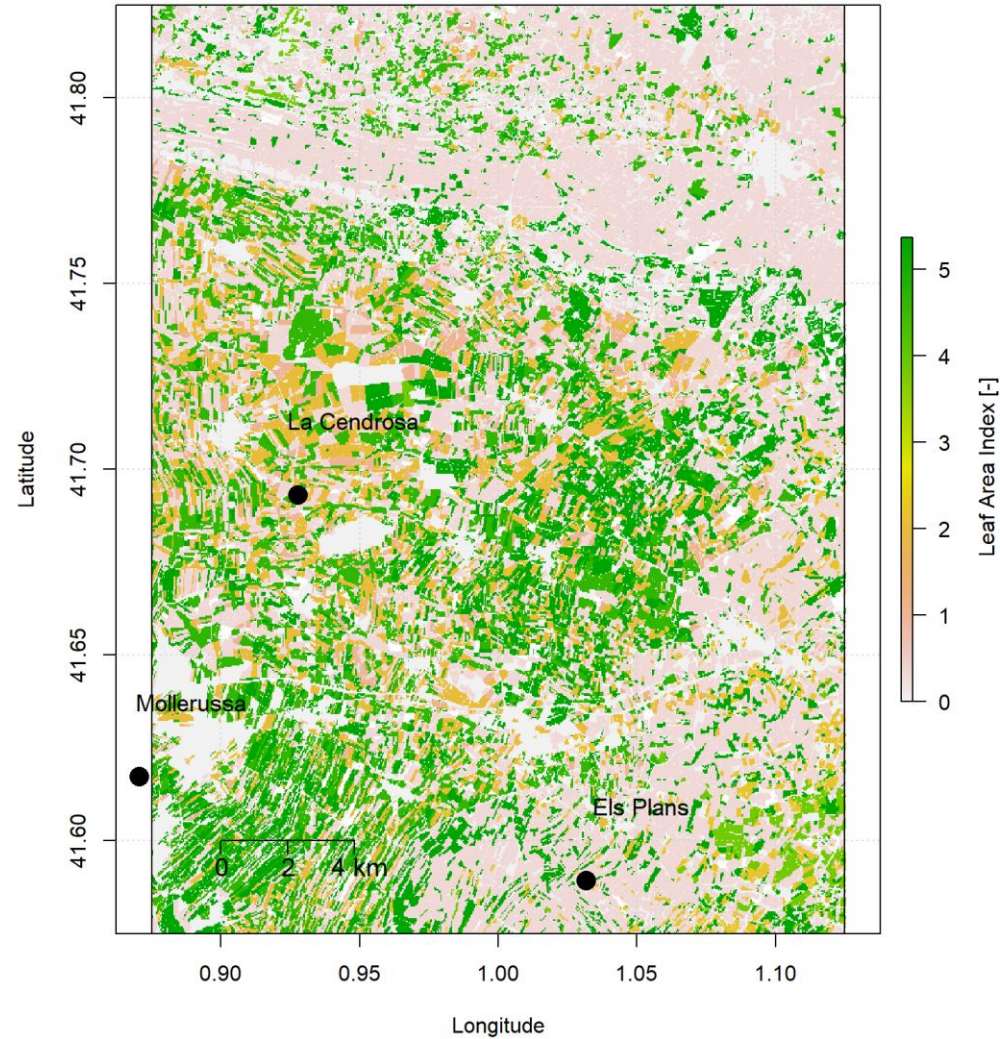 41.80
41.75
41.70
41.65
41.60
Latitude
La Cendrosa
Mollerussa
Els Plans
0 2 4 km
0.90 0.95 1.00 1.05 1.10
Longitude
5
4
3
2
1
0
Leaf Area Index [-]